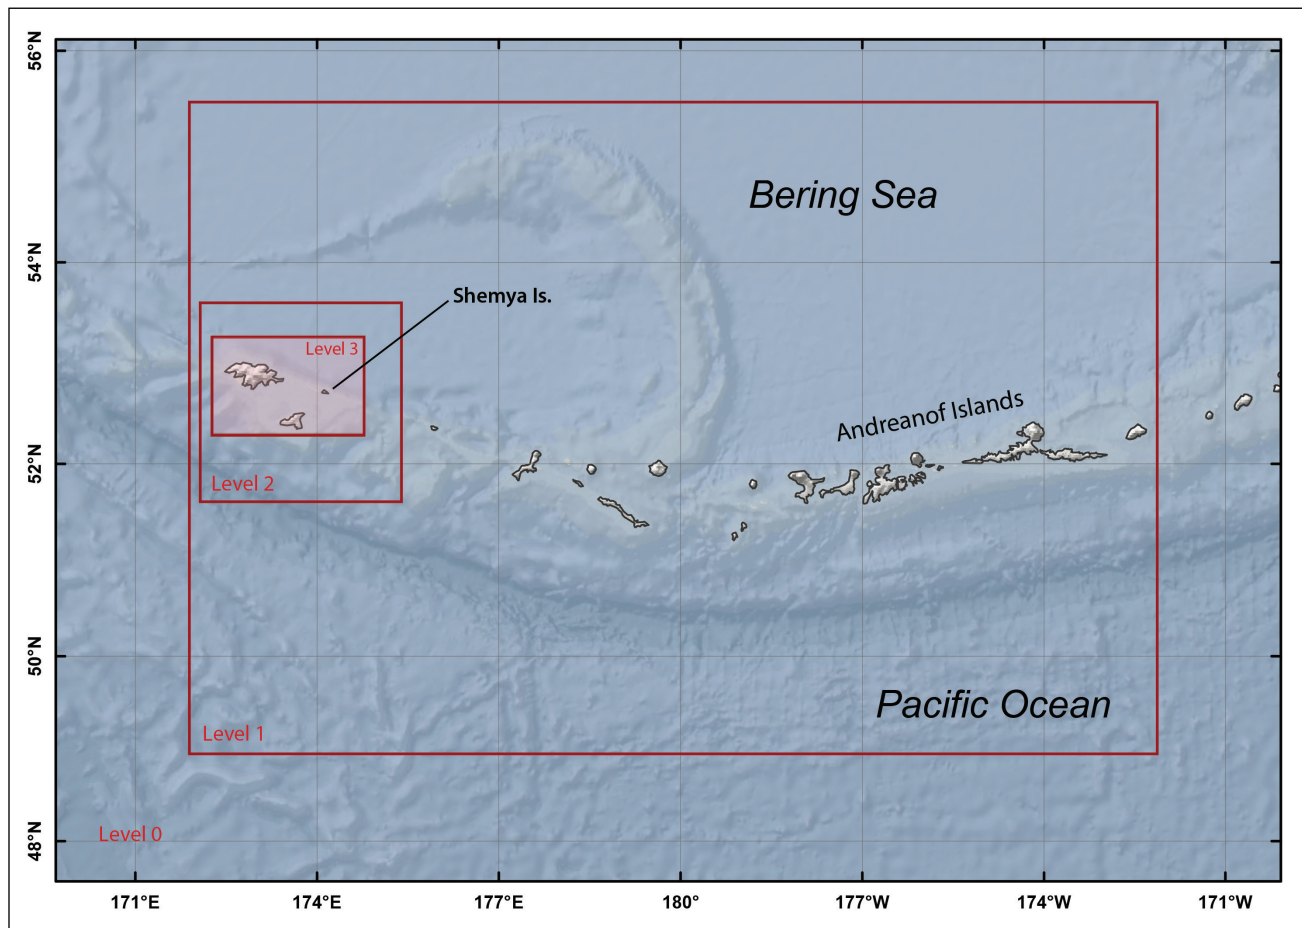 56°N
Bering Sea
54°N
Shemya Is.
Level 3
Andreanof Islands
52°N
Level 2
50°N
Pacific Ocean
Level 1
Level 0
48°N
171°E
174°E
177°E
180°
177°W
174°W
171°W